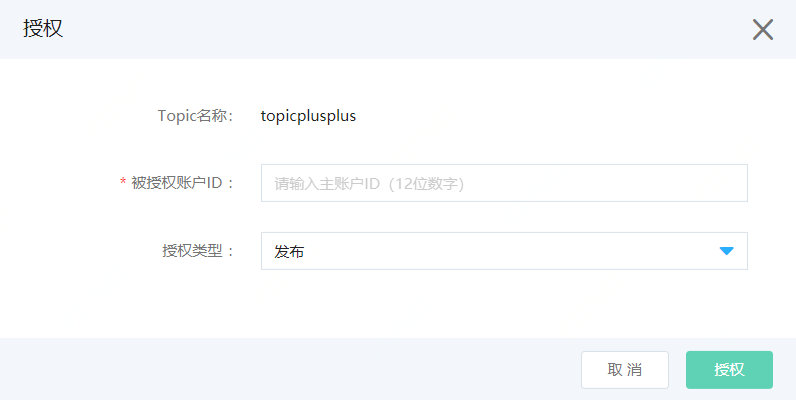 授权
Topic名称： topicplusplus
* 被授权账户ID ： 请输入主账户ID（12位数字）
授权类型 ： 发布
取 消 授权